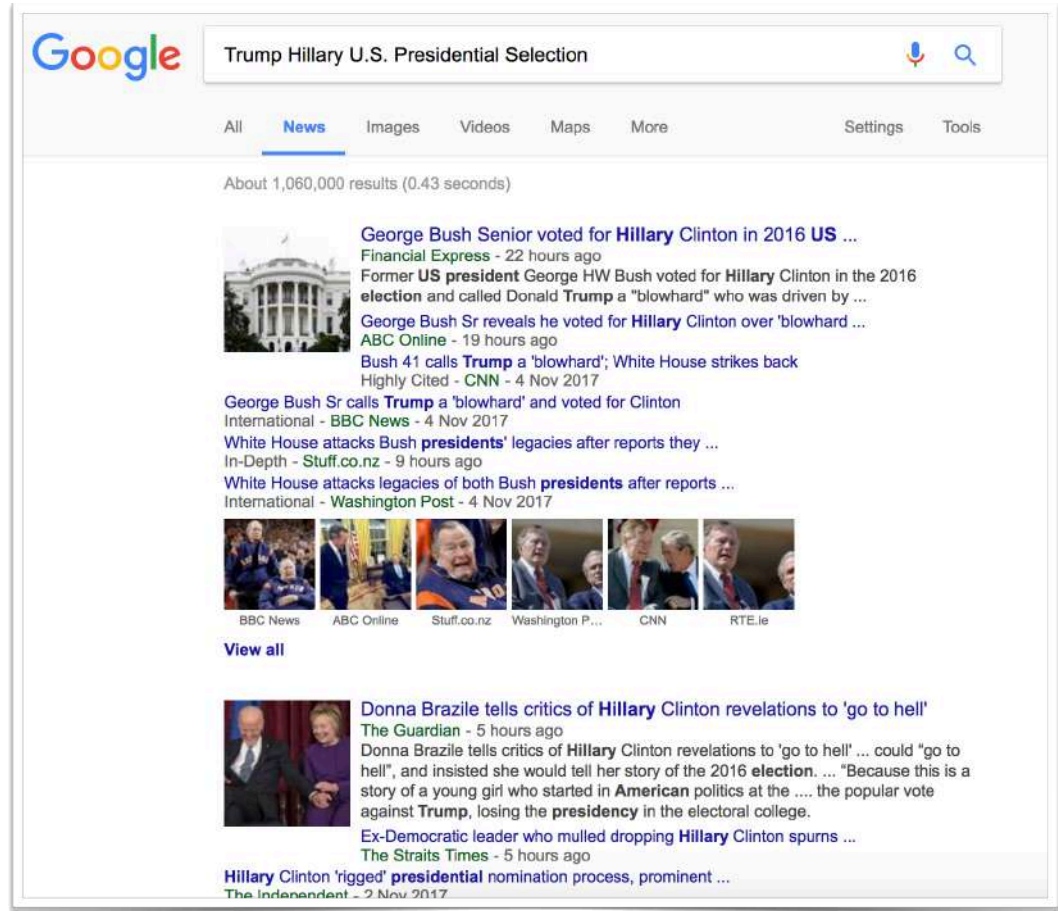 Google
Trump Hillary U.S. Presidential Selection
All News Images Videos Maps More Settings Tools
About 1,060,000 results (0.43 seconds)
George Bush Senior voted for Hillary Clinton in 2016 US ...
Financial Express - 22 hours ago
Former US president George HW Bush voted for Hillary Clinton in the 2016
election and called Donald Trump a "blowhard" who was driven by ...
George Bush Sr reveals he voted for Hillary Clinton over 'blowhard ...
ABC Online - 19 hours ago
Bush 41 calls Trump a 'blowhard'; White House strikes back
Highly Cited - CNN - 4 Nov 2017
George Bush Sr calls Trump a 'blowhard' and voted for Clinton
International - BBC News - 4 Nov 2017
White House attacks Bush presidents' legacies after reports they ...
In-Depth - Stuff.co.nz - 9 hours ago
White House attacks legacies of both Bush presidents after reports ...
International - Washington Post - 4 Nov 2017
BBC News ABC Online Stuff.co.nz Washington P... CNN RTE.ie
View all
Donna Brazile tells critics of Hillary Clinton revelations to 'go to hell'
The Guardian - 5 hours ago
Donna Brazile tells critics of Hillary Clinton revelations to 'go to hell' ... could "go to
hell", and insisted she would tell her story of the 2016 election. ... "Because this is a
story of a young girl who started in American politics at the .... the popular vote
against Trump, losing the presidency in the electoral college.
Ex-Democratic leader who mulled dropping Hillary Clinton spurns ...
The Straits Times - 5 hours ago
Hillary Clinton 'rigged' presidential nomination process, prominent ...
The Independent - 2 Nov 2017